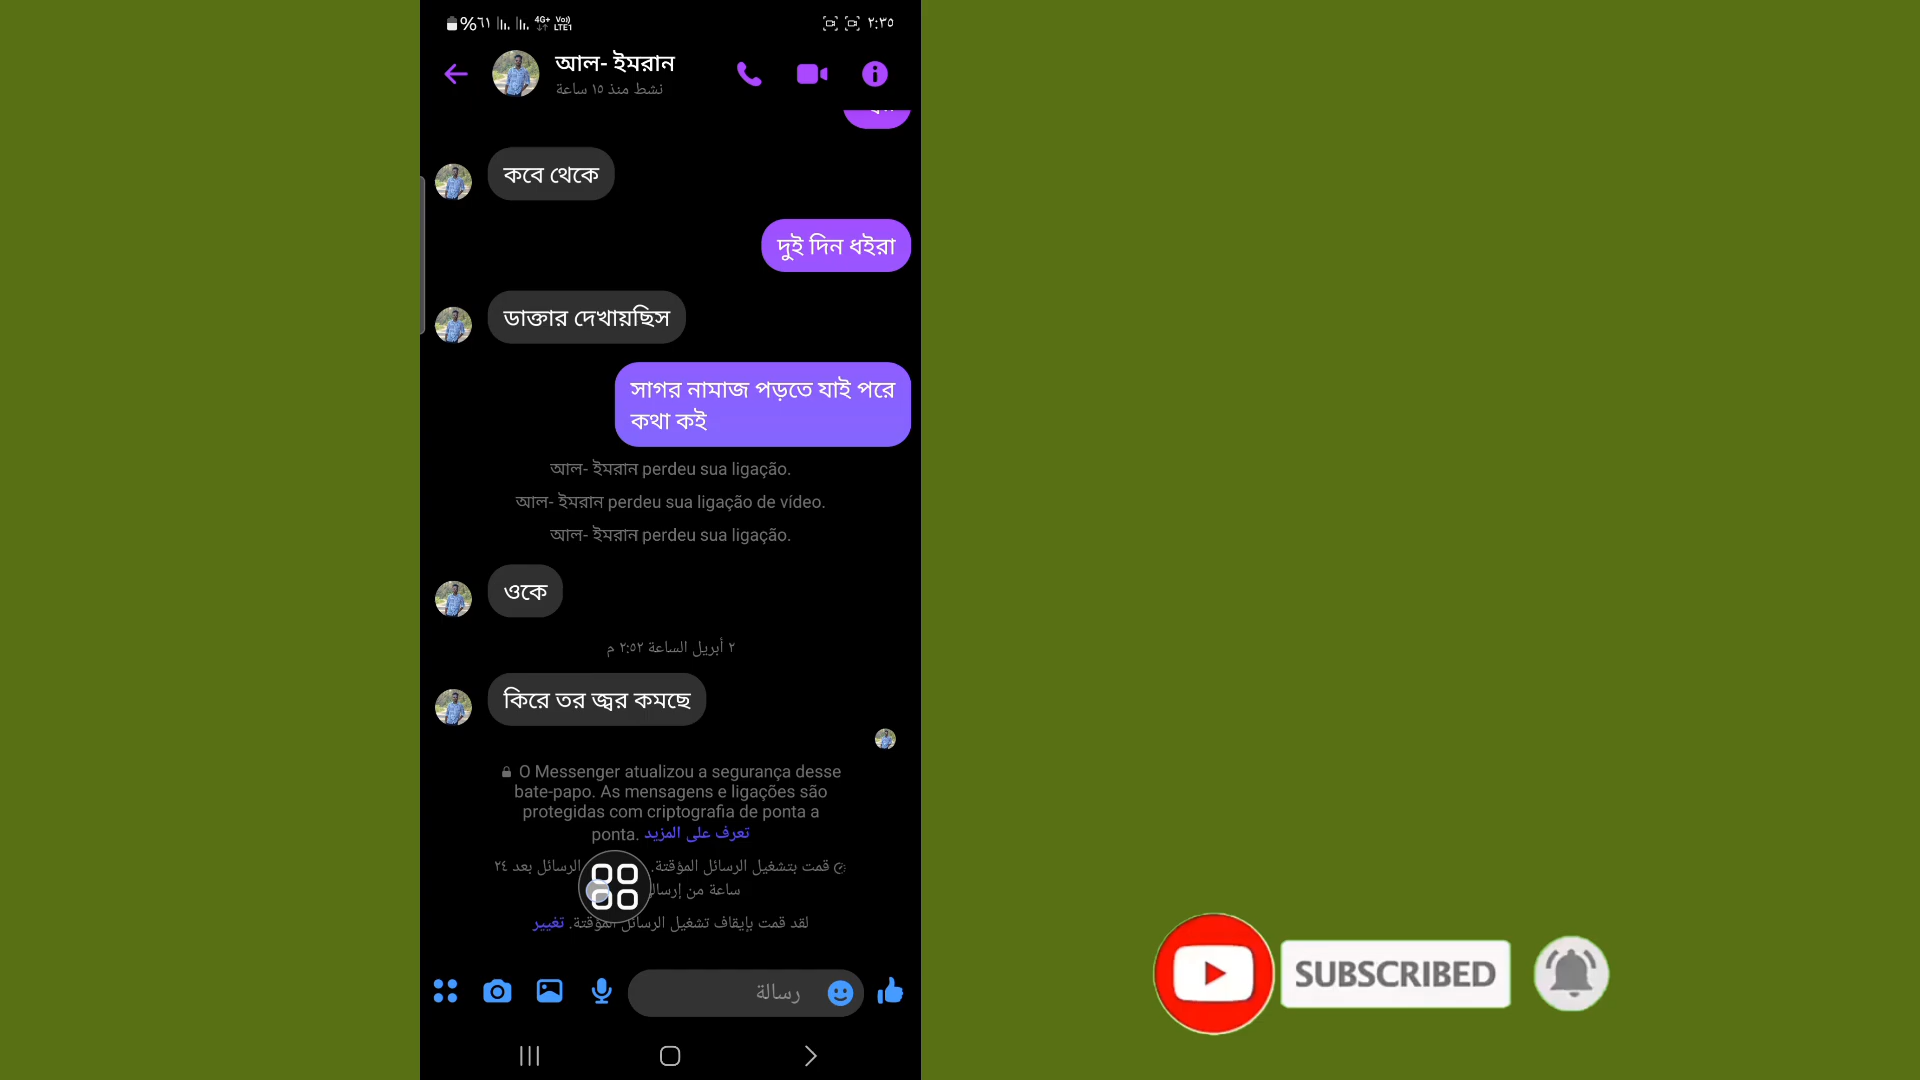 %٦١ 4G+ Vo) LTE1 ٢:٣٥
আল- ইমরান
نشط منذ ١٥ ساعة
কবে থেকে
দুই দিন ধইরা
ডাক্তার দেখায়ছিস
সাগর নামাজ পড়তে যাই পরে
কথা কই
আল- ইমরান perdeu sua ligação.
আল- ইমরান perdeu sua ligação de vídeo.
আল- ইমরান perdeu sua ligação.
ওকে
٢ أبريل الساعة ٢:٥٢ م
কিরে তর জ্বর কমছে
O Messenger atualizou a segurança desse
bate-papo. As mensagens e ligações são
protegidas com criptografia de ponta a
ponta. تعرف على المزيد
قمت بتشغيل الرسائل المؤقتة. الرسائل بعد ٢٤
ساعة من
لقد قمت بإيقاف تشغيل الرسائل المؤقتة. تغيير
رسالة
SUBSCRIBED